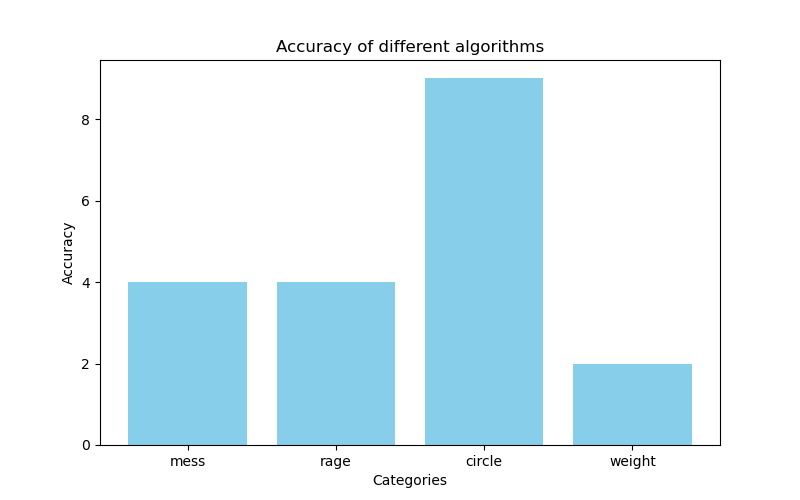 Accuracy of different algorithms
Accuracy
8
6
4
2
0
mess rage circle weight
Categories